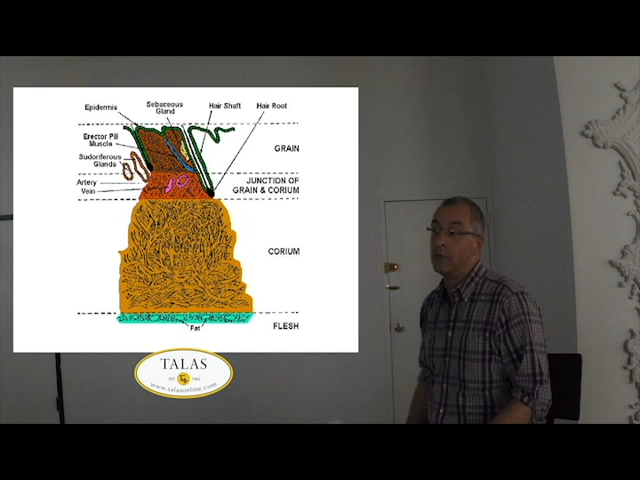 Epidermis
Sebaceous
Gland
Hair Shaft
Hair Root
Erector Pili
Muscle
GRAIN
Sudoriferous
Glands
Artery
Vein
JUNCTION OF
GRAIN & CORIUM
CORIUM
Fat
FLESH
TALAS
www.talasonline.com